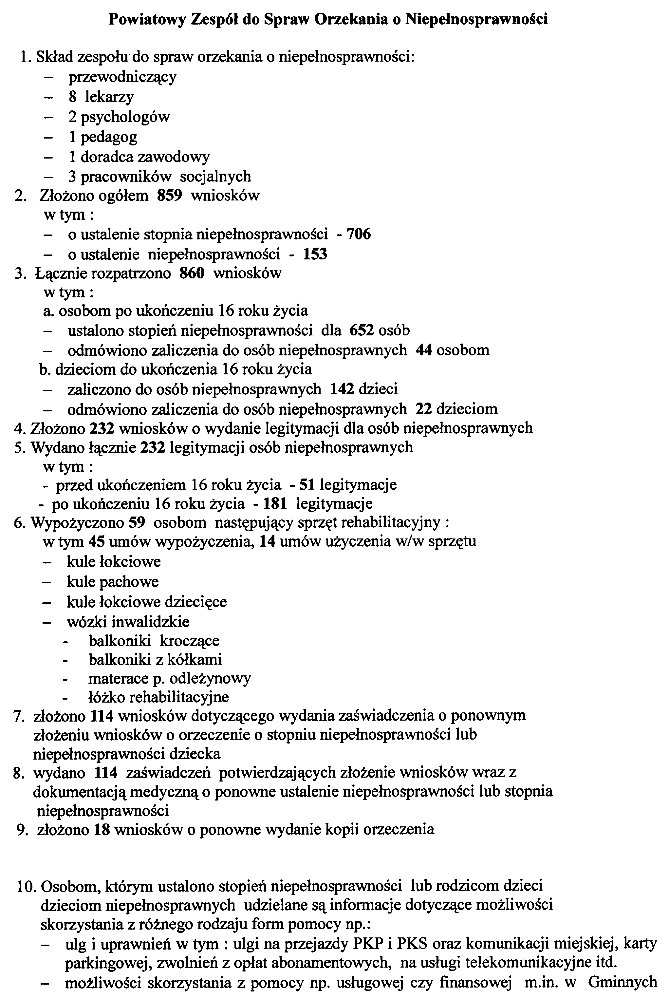 Powiatowy Zespół do Spraw Orzekania o Niepełnosprawności
1. Skład zespołu do spraw orzekania o niepełnosprawności:
– przewodniczący
– 8 lekarzy
– 2 psychologów
– 1 pedagog
– 1 doradca zawodowy
– 3 pracowników socjalnych
2. Złożono ogółem 859 wniosków
w tym :
– o ustalenie stopnia niepełnosprawności - 706
– o ustalenie niepełnosprawności - 153
3. Łącznie rozpatrzono 860 wniosków
w tym :
a. osobom po ukończeniu 16 roku życia
– ustalono stopień niepełnosprawności dla 652 osób
– odmówiono zaliczenia do osób niepełnosprawnych 44 osobom
b. dzieciom do ukończenia 16 roku życia
– zaliczono do osób niepełnosprawnych 142 dzieci
– odmówiono zaliczenia do osób niepełnosprawnych 22 dzieciom
4. Złożono 232 wniosków o wydanie legitymacji dla osób niepełnosprawnych
5. Wydano łącznie 232 legitymacji osób niepełnosprawnych
w tym :
- przed ukończeniem 16 roku życia - 51 legitymacje
- po ukończeniu 16 roku życia - 181 legitymacje
6. Wypożyczono 59 osobom następujący sprzęt rehabilitacyjny :
w tym 45 umów wypożyczenia, 14 umów użyczenia w/w sprzętu
– kule łokciowe
– kule pachowe
– kule łokciowe dziecięce
– wózki inwalidzkie
- balkoniki kroczące
- balkoniki z kółkami
- materace p. odleżynowy
- łóżko rehabilitacyjne
7. złożono 114 wniosków dotyczącego wydania zaświadczenia o ponownym
złożeniu wniosków o orzeczenie o stopniu niepełnosprawności lub
niepełnosprawności dziecka
8. wydano 114 zaświadczeń potwierdzających złożenie wniosków wraz z
dokumentacją medyczną o ponowne ustalenie niepełnosprawności lub stopnia
niepełnosprawności
9. złożono 18 wniosków o ponowne wydanie kopii orzeczenia
10. Osobom, którym ustalono stopień niepełnosprawności lub rodzicom dzieci
dzieciom niepełnosprawnych udzielane są informacje dotyczące możliwości
skorzystania z różnego rodzaju form pomocy np.:
– ulg i uprawnień w tym : ulgi na przejazdy PKP i PKS oraz komunikacji miejskiej, karty
parkingowej, zwolnień z opłat abonamentowych, na usługi telekomunikacyjne itd.
– możliwości skorzystania z pomocy np. usługowej czy finansowej m.in. w Gminnych